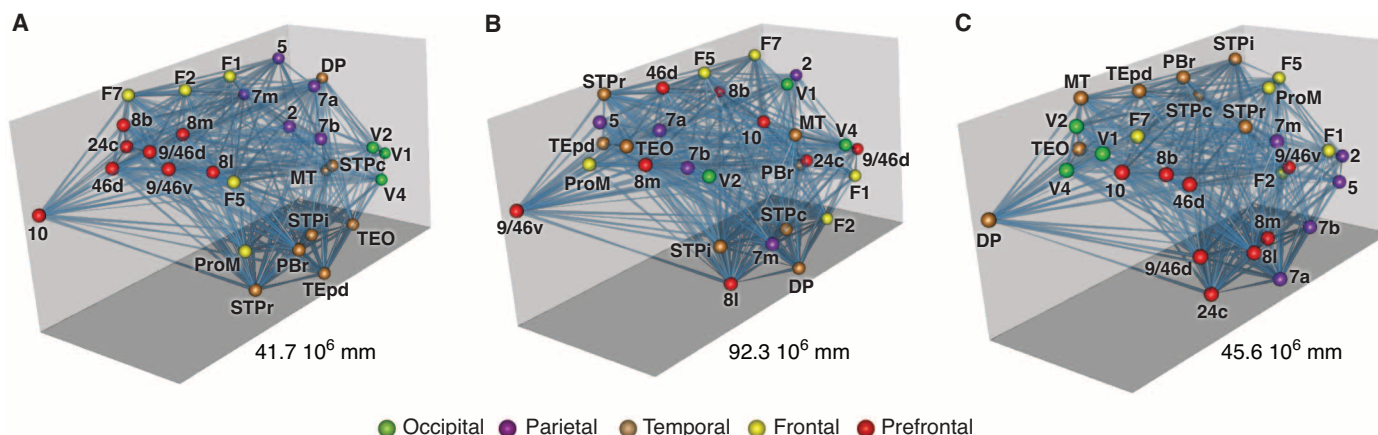 A
5
F1
DP
F2
F7
7m
7a
8b
8m
2
7b
24c
9/46d
V2
V1
STPc
8l
46d
9/46v
MT
V4
F5
10
STPi
TEO
ProM
PBr
TEpd
STPr
41.7 10⁶ mm
B
F7
F5
46d
2
STPr
8b
V1
5
7a
10
MT
V4
TEpd
TEO
24c
9/46d
7b
PBr
ProM
8m
V2
F1
9/46v
STPc
F2
STPi
7m
DP
8l
92.3 10⁶ mm
C
STPi
PBr
F5
TEpd
MT
ProM
STPc
STPr
V2
F7
7m
V1
F1
TEO
9/46v
2
8b
V4
10
F2
46d
5
DP
8m
7b
9/46d
8l
7a
24c
45.6 10⁶ mm
Occipital Parietal Temporal Frontal Prefrontal